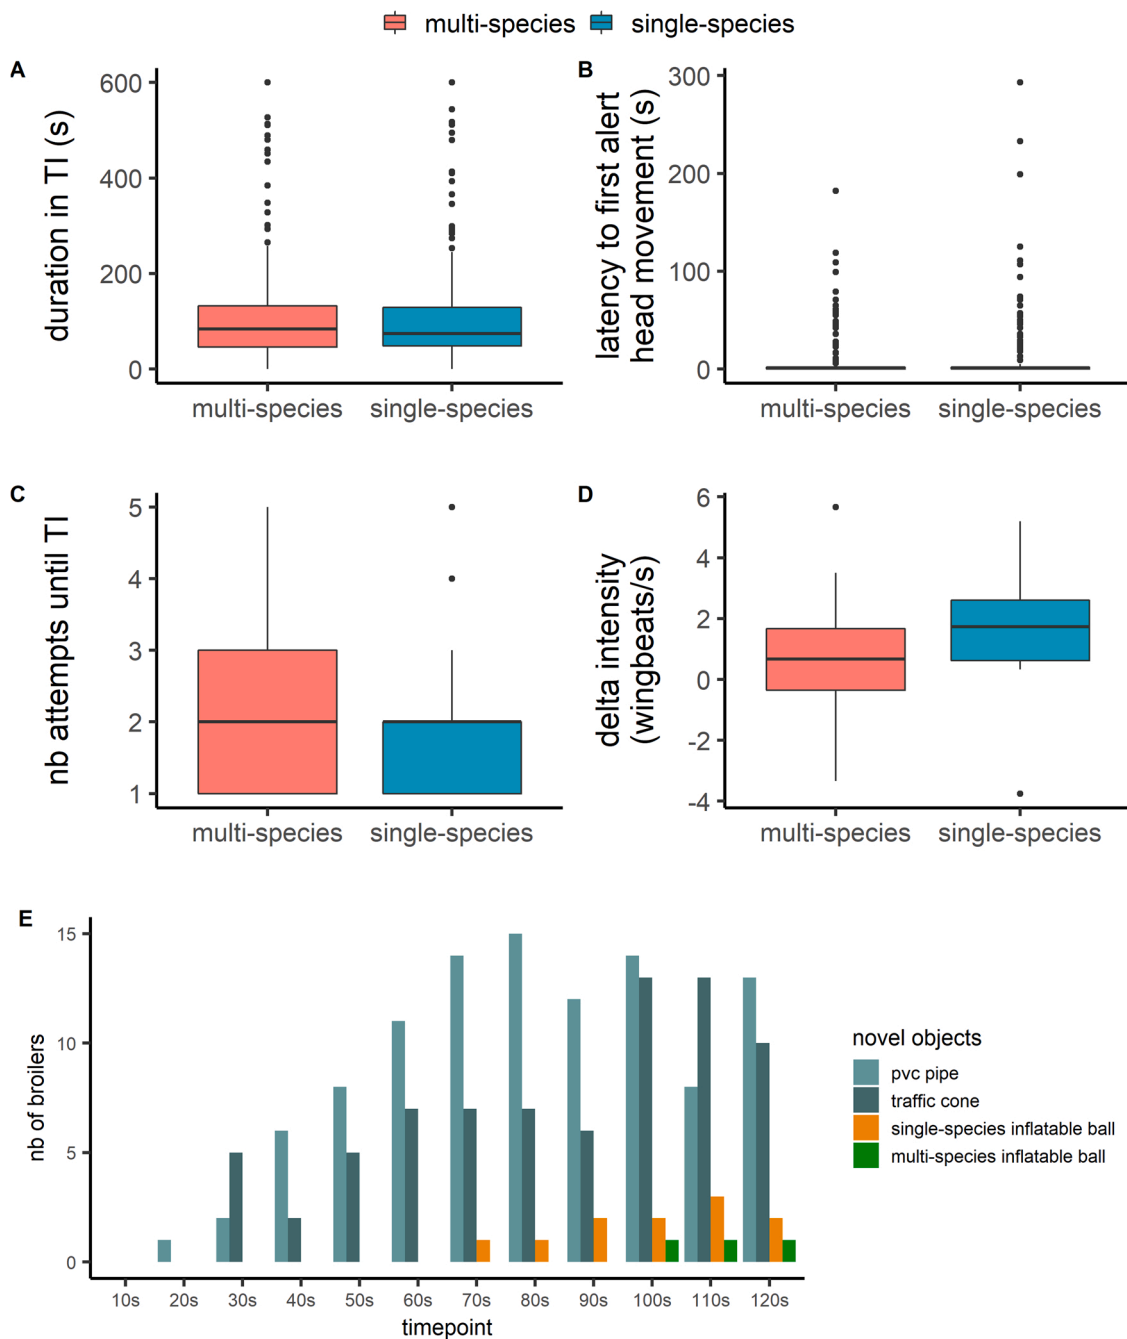 multi-species single-species
A
duration in TI (s)
600
400
200
0
multi-species single-species
B
latency to first alert
head movement (s)
300
200
100
0
multi-species single-species
C
nb attempts until TI
5
4
3
2
1
multi-species single-species
D
delta intensity
(wingbeats/s)
6
4
2
0
-2
-4
multi-species single-species
E
nb of broilers
15
10
5
0
10s 20s 30s 40s 50s 60s 70s 80s 90s 100s 110s 120s
timepoint
novel objects
pvc pipe
traffic cone
single-species inflatable ball
multi-species inflatable ball